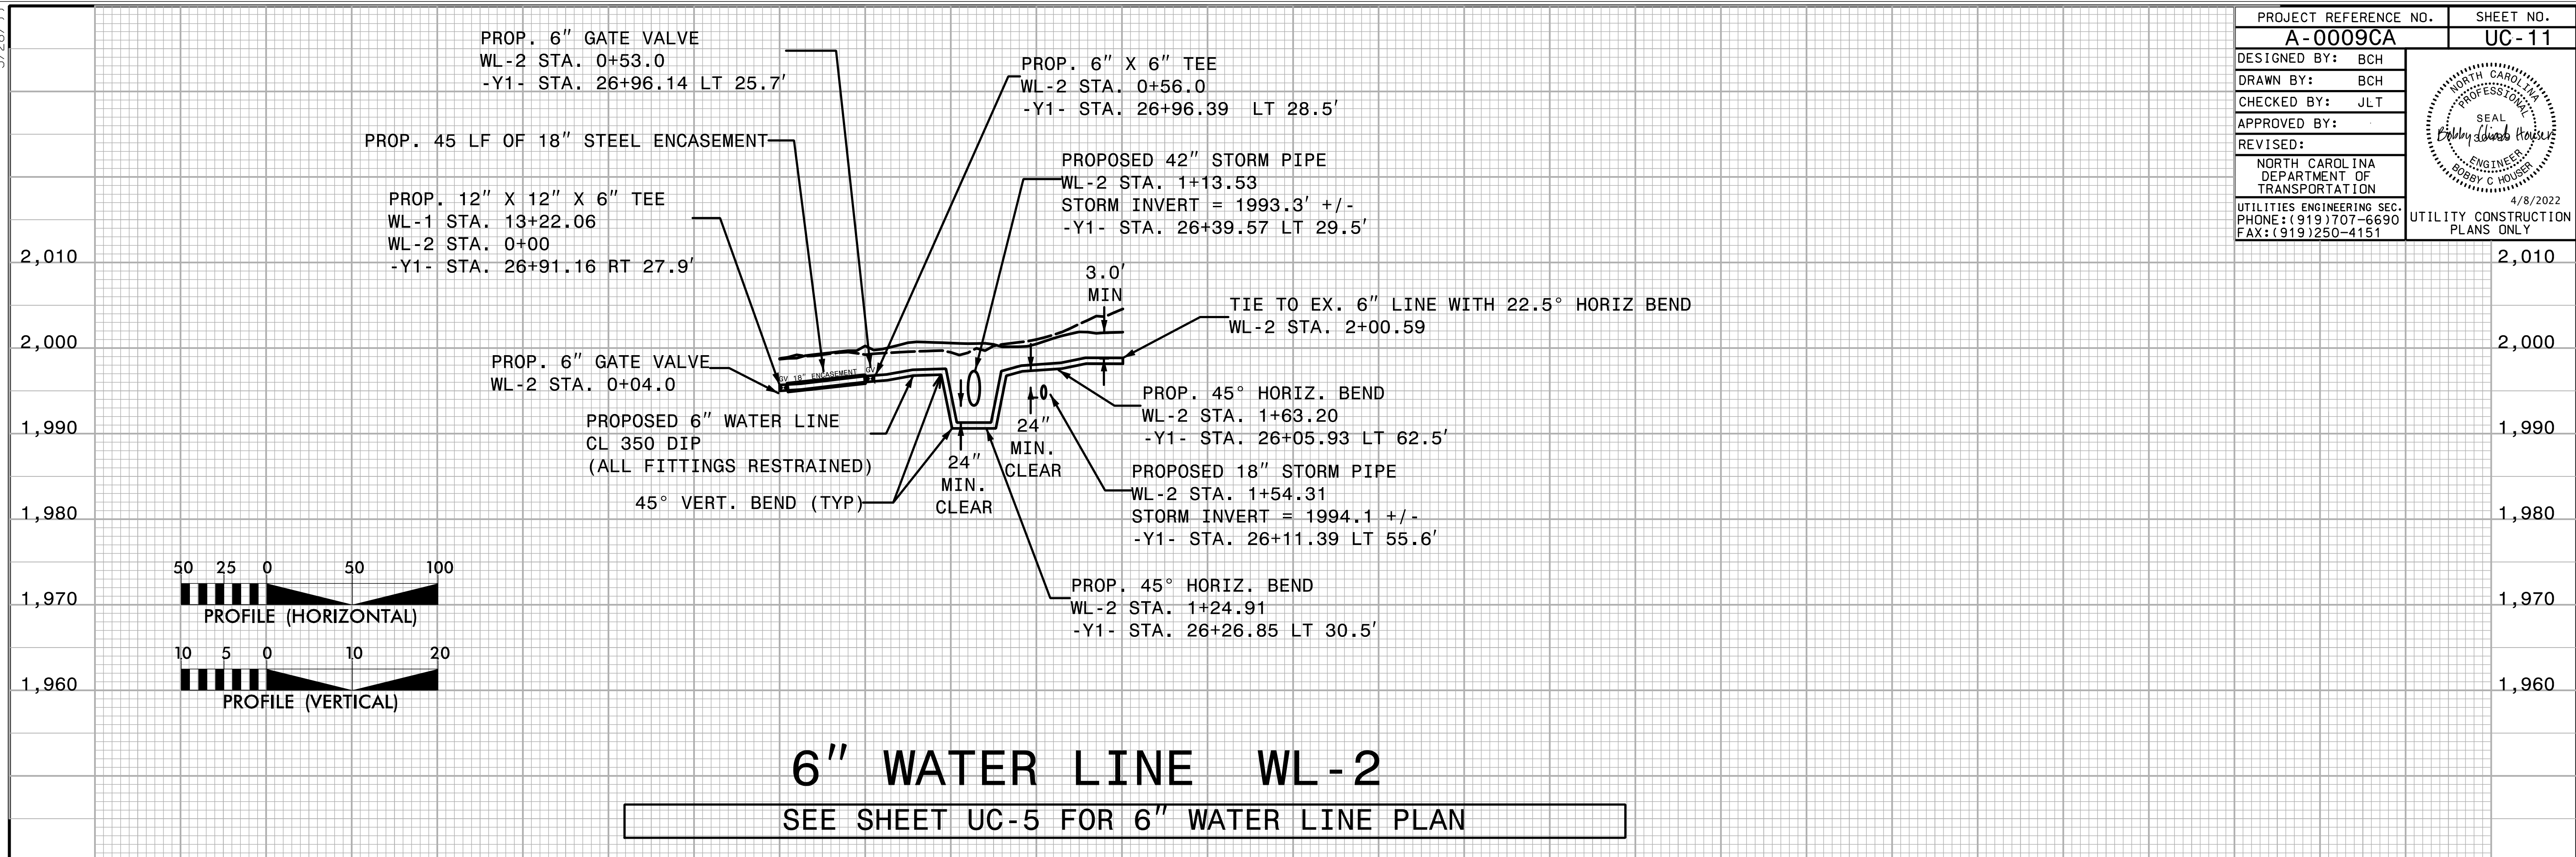 PROJECT REFERENCE NO.
SHEET NO.
A-0009CA
UC-11
DESIGNED BY: BCH
DRAWN BY: BCH
CHECKED BY: JLT
APPROVED BY:
REVISED:
NORTH CAROLINA
DEPARTMENT OF
TRANSPORTATION
UTILITIES ENGINEERING SEC.
PHONE:(919)707-6690
FAX:(919)250-4151
NORTH CAROLINA
PROFESSIONAL
SEAL
ENGINEER
BOBBY C HOUSER
4/8/2022
UTILITY CONSTRUCTION
PLANS ONLY
PROP. 6" GATE VALVE
WL-2 STA. 0+53.0
-Y1- STA. 26+96.14 LT 25.7'
PROP. 6" X 6" TEE
WL-2 STA. 0+56.0
-Y1- STA. 26+96.39 LT 28.5'
PROP. 45 LF OF 18" STEEL ENCASEMENT
PROPOSED 42" STORM PIPE
WL-2 STA. 1+13.53
STORM INVERT = 1993.3' +/-
-Y1- STA. 26+39.57 LT 29.5'
PROP. 12" X 12" X 6" TEE
WL-1 STA. 13+22.06
WL-2 STA. 0+00
-Y1- STA. 26+91.16 RT 27.9'
3.0'
MIN
TIE TO EX. 6" LINE WITH 22.5° HORIZ BEND
WL-2 STA. 2+00.59
PROP. 6" GATE VALVE
WL-2 STA. 0+04.0
GV 18" ENCASEMENT GV
PROPOSED 6" WATER LINE
CL 350 DIP
(ALL FITTINGS RESTRAINED)
45° VERT. BEND (TYP)
24"
MIN.
CLEAR
24"
MIN.
CLEAR
PROP. 45° HORIZ. BEND
WL-2 STA. 1+63.20
-Y1- STA. 26+05.93 LT 62.5'
PROPOSED 18" STORM PIPE
WL-2 STA. 1+54.31
STORM INVERT = 1994.1 +/-
-Y1- STA. 26+11.39 LT 55.6'
PROP. 45° HORIZ. BEND
WL-2 STA. 1+24.91
-Y1- STA. 26+26.85 LT 30.5'
2,010
2,000
1,990
1,980
1,970
1,960
2,010
2,000
1,990
1,980
1,970
1,960
50 25 0 50 100
PROFILE (HORIZONTAL)
10 5 0 10 20
PROFILE (VERTICAL)
6" WATER LINE WL-2
SEE SHEET UC-5 FOR 6" WATER LINE PLAN